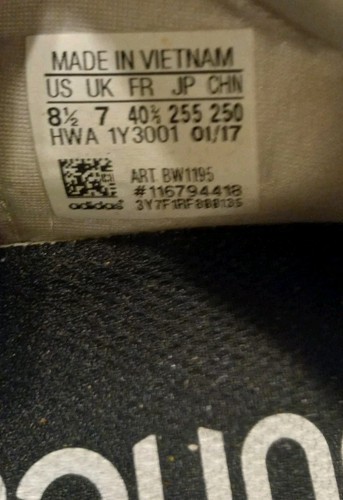 MADE IN VIETNAM
US UK FR JP CHN
8½ 7 40⅔ 255 250
HWA 1Y3001 01/17
ART. BW1195
#116794418
adidas